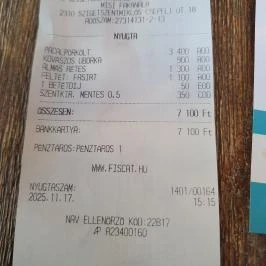 MISI FAKANÁLA
2310 SZIGETSZENTMIKLÓS CSEPELI ÚT 18
ADÓSZÁM:27314131-2-13
NYUGTA
PACALPÖRKÖLT 3 400 A00
KOVÁSZOS UBORKA 900 A00
ALMÁS RÉTES 1 300 A00
FELTÉT: FASÍRT 1 100 A00
1 BETÉTDÍJ 50 E00
SZENTKIR. MENTES 0,5 350 C00
ÖSSZESEN: 7 100 Ft
BANKKÁRTYA: 7 100 Ft
PÉNZTÁROS:PÉNZTÁROS 1
WWW.FISCAT.HU
NYUGTASZÁM: 1401/00164
2025.11.17. 15:15
NAV ELLENŐRZŐ KÓD:22B17
AP A23400160